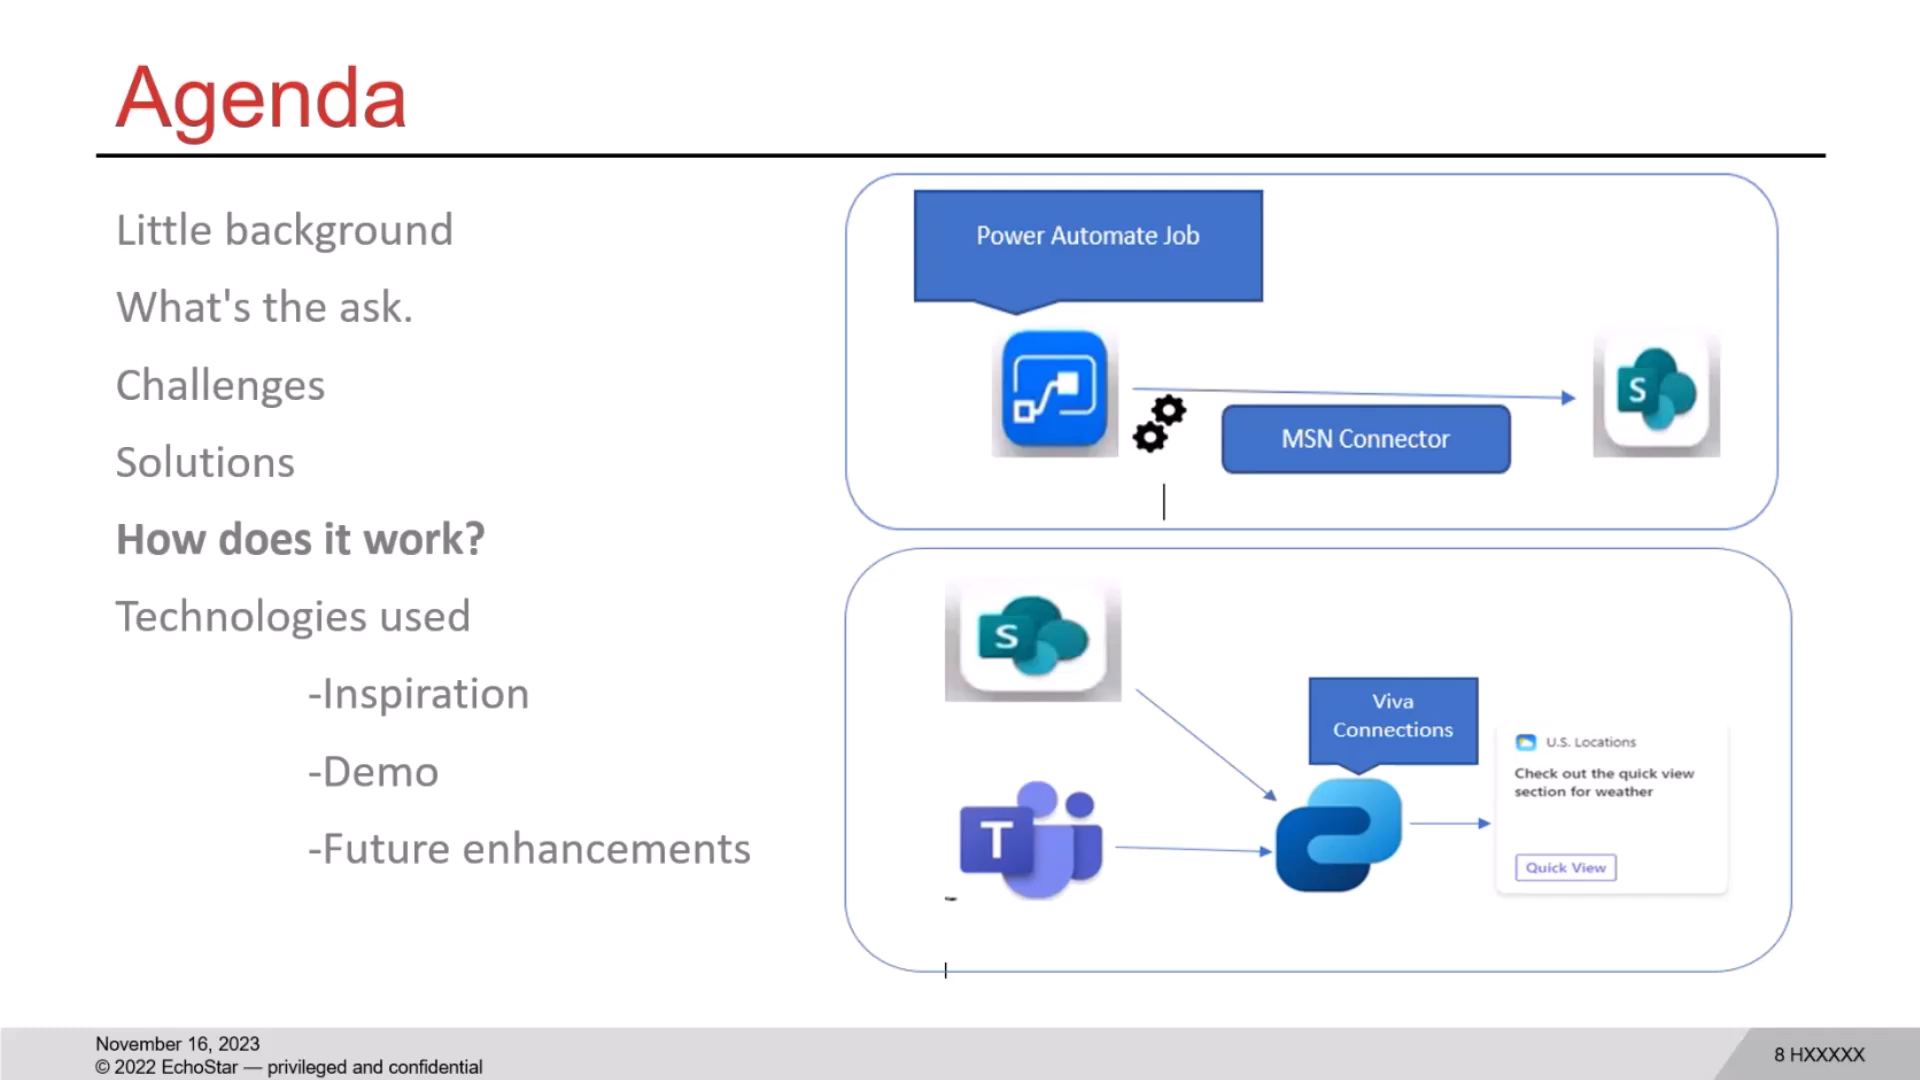 Agenda
Little background
What's the ask.
Challenges
Solutions
How does it work?
Technologies used
-Inspiration
-Demo
-Future enhancements
Power Automate Job
MSN Connector
S
S
T
Viva
Connections
U.S. Locations
Check out the quick view
section for weather
Quick View
November 16, 2023
© 2022 EchoStar — privileged and confidential
8 HXXXXX